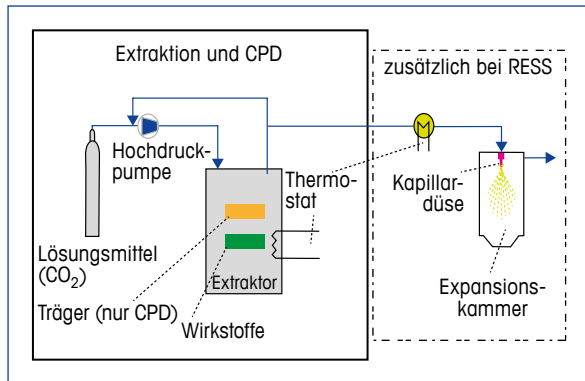 Extraktion und CPD
zusätzlich bei RESS
Hochdruck-
pumpe
Thermo-
stat
Kapillar-
düse
Lösungsmittel
(CO₂)
Extraktor
Träger (nur CPD)
Wirkstoffe
Expansions-
kammer